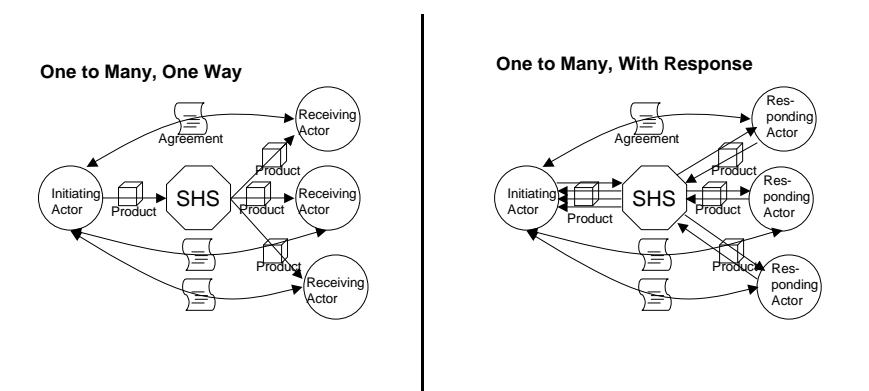 One to Many, One Way
Receiving
Actor
Agreement
Product
Initiating
Actor
Product
SHS
Product
Receiving
Actor
Product
Receiving
Actor
One to Many, With Response
Res-
ponding
Actor
Agreement
Product
Initiating
Actor
Product
SHS
Product
Res-
ponding
Actor
Product
Res-
ponding
Actor